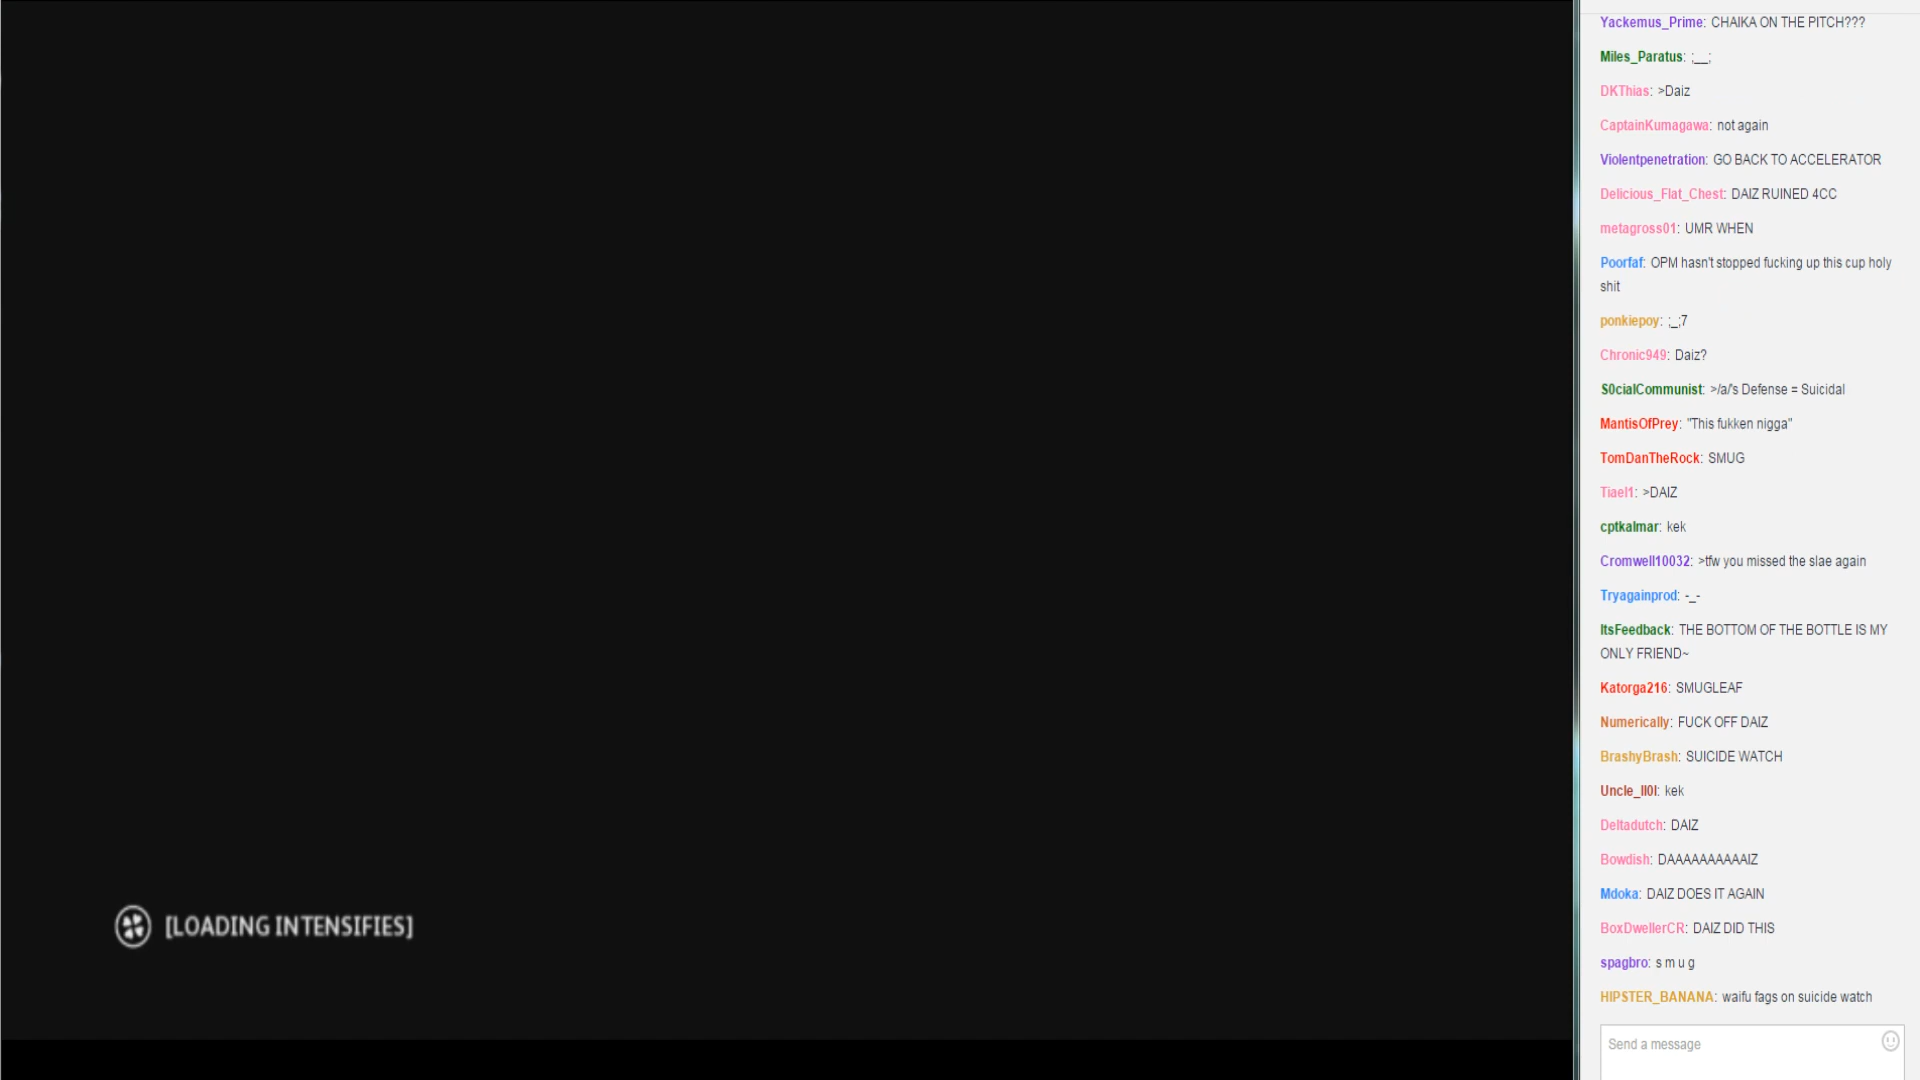 Yackemus_Prime: CHAIKA ON THE PITCH???
Miles_Paratus: ;__;
DKThias: >Daiz
CaptainKumagawa: not again
Violentpenetration: GO BACK TO ACCELERATOR
Delicious_Flat_Chest: DAIZ RUINED 4CC
metagross01: UMR WHEN
Poorfaf: OPM hasn't stopped fucking up this cup holy
shit
ponkiepoy: ;_;7
Chronic949: Daiz?
S0cialCommunist: >/a/'s Defense = Suicidal
MantisOfPrey: "This fukken nigga"
TomDanTheRock: SMUG
Tiael1: >DAIZ
cptkalmar: kek
Cromwell10032: >tfw you missed the slae again
Tryagainprod: -_-
ItsFeedback: THE BOTTOM OF THE BOTTLE IS MY
ONLY FRIEND~
Katorga216: SMUGLEAF
Numerically: FUCK OFF DAIZ
BrashyBrash: SUICIDE WATCH
Uncle_ll0l: kek
Deltadutch: DAIZ
Bowdish: DAAAAAAAAAAIZ
Mdoka: DAIZ DOES IT AGAIN
BoxDwellerCR: DAIZ DID THIS
spagbro: s m u g
HIPSTER_BANANA: waifu fags on suicide watch
Send a message
[LOADING INTENSIFIES]